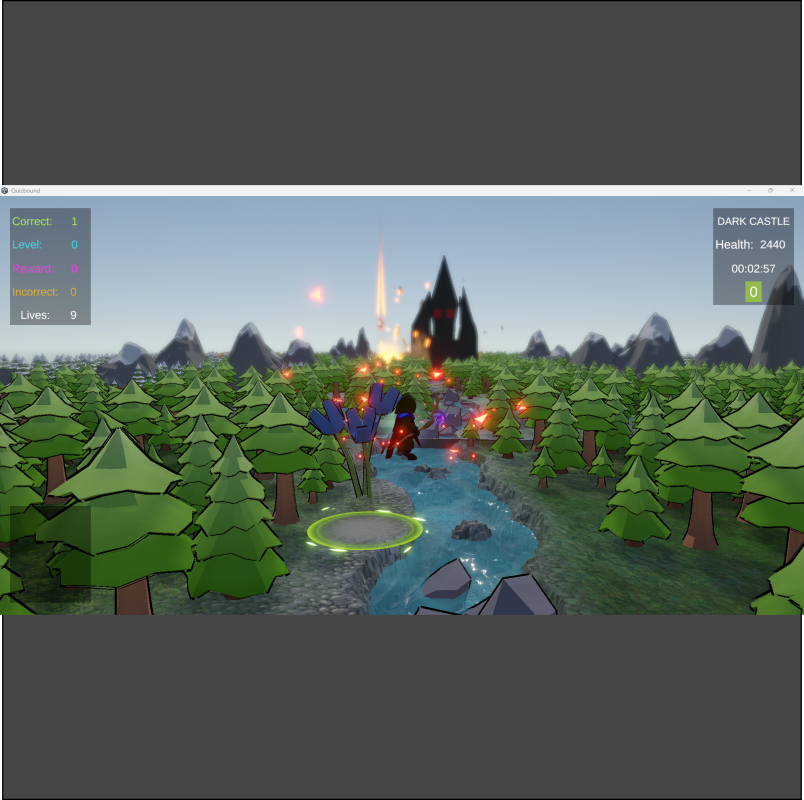 Quizbound
Correct: 1
Level: 0
Reward: 0
Incorrect: 0
Lives: 9
DARK CASTLE
Health: 2440
00:02:57
0